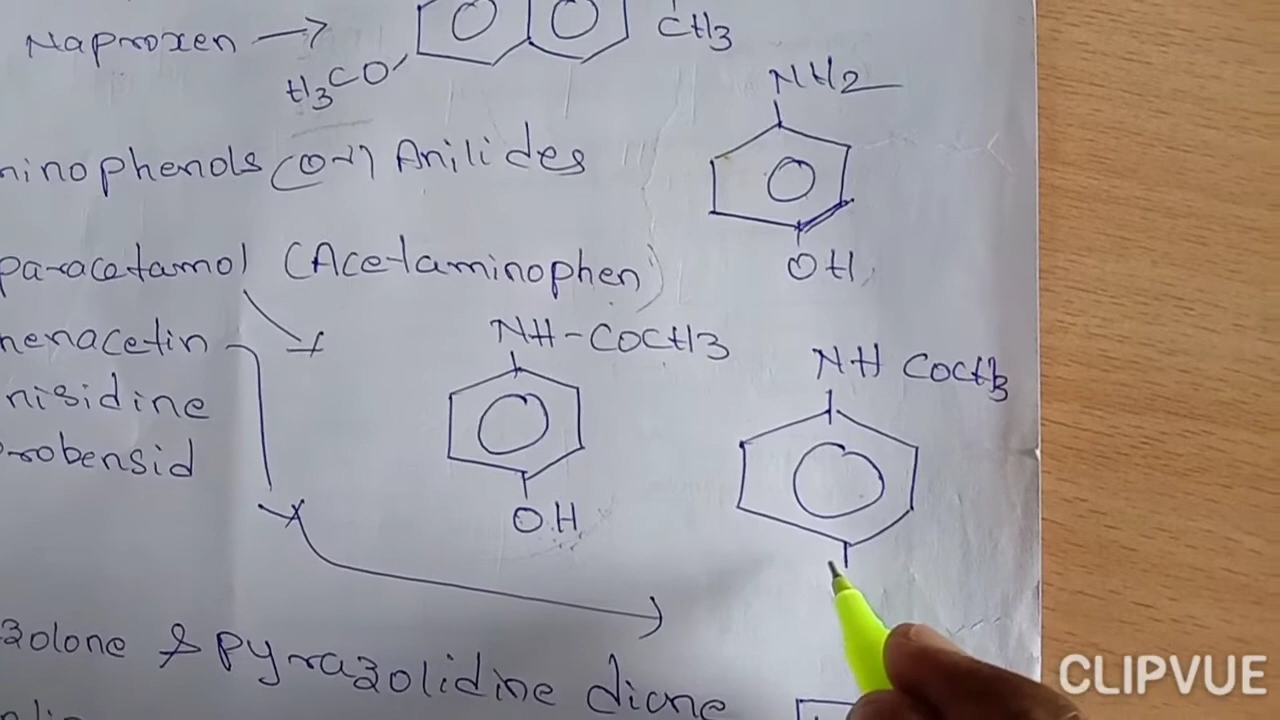 Naproxen → CH3
H3CO
NH2
minophenols (or) Anilides
paracetamol (Acetaminophen)
OH
henacetin
NH-COCH3
NH COCH3
nisidine
robensid
OH
zolone & pyrazolidine dione
CLIPVUE